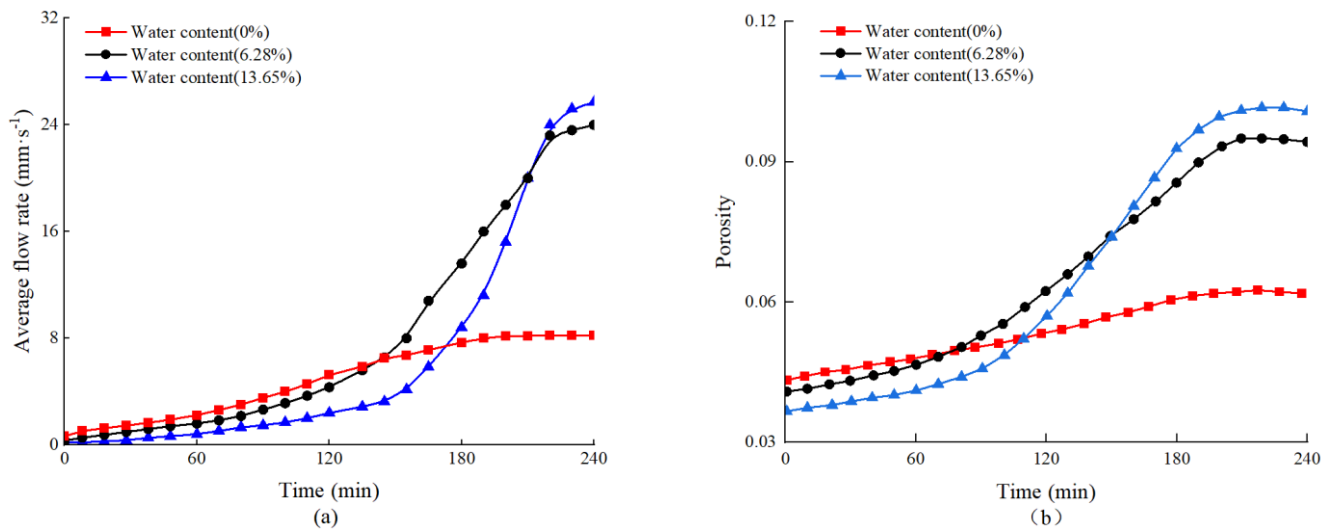 32
24
16
8
0
Average flow rate (mm·s⁻¹)
Water content(0%)
Water content(6.28%)
Water content(13.65%)
0 60 120 180 240
Time (min)
(a)
0.12
0.09
0.06
0.03
Porosity
Water content(0%)
Water content(6.28%)
Water content(13.65%)
0 60 120 180 240
Time (min)
（b）